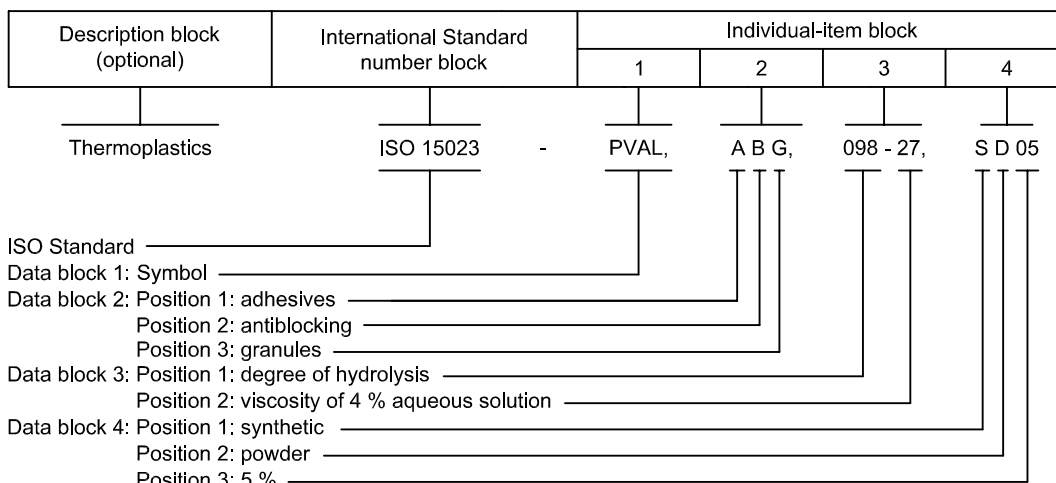 Description block
(optional)
International Standard
number block
Individual-item block
1 2 3 4
Thermoplastics ISO 15023 - PVAL, A B G, 098 - 27, S D 05
ISO Standard
Data block 1: Symbol
Data block 2: Position 1: adhesives
Position 2: antiblocking
Position 3: granules
Data block 3: Position 1: degree of hydrolysis
Position 2: viscosity of 4 % aqueous solution
Data block 4: Position 1: synthetic
Position 2: powder
Position 3: 5 %